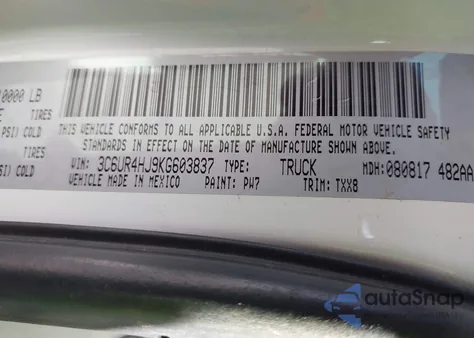 10000 LB
THIS VEHICLE CONFORMS TO ALL APPLICABLE U.S.A. FEDERAL MOTOR VEHICLE SAFETY
TIRES
PSI) COLD
STANDARDS IN EFFECT ON THE DATE OF MANUFACTURE SHOWN ABOVE.
TIRES
SI) COLD
VIN: 3C6UR4HJ9KG603837 TYPE: TRUCK MDH:080817 482AA
VEHICLE MADE IN MEXICO PAINT: PW7 TRIM: TXX8
autoSnap